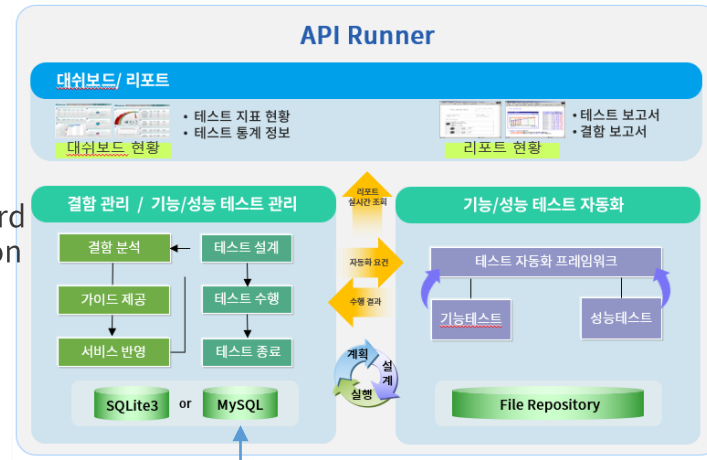 API Runner
대쉬보드/ 리포트
• 테스트 지표 현황
• 테스트 통계 정보
대쉬보드 현황
• 테스트 보고서
• 결함 보고서
리포트 현황
rd
on
결함 관리 / 기능/성능 테스트 관리
결함 분석
테스트 설계
가이드 제공
테스트 수행
서비스 반영
테스트 종료
SQLite3
or
MySQL
리포트
실시간 조회
자동화 요건
수행 결과
계획
설
계
실행
기능/성능 테스트 자동화
테스트 자동화 프레임워크
기능테스트
성능테스트
File Repository